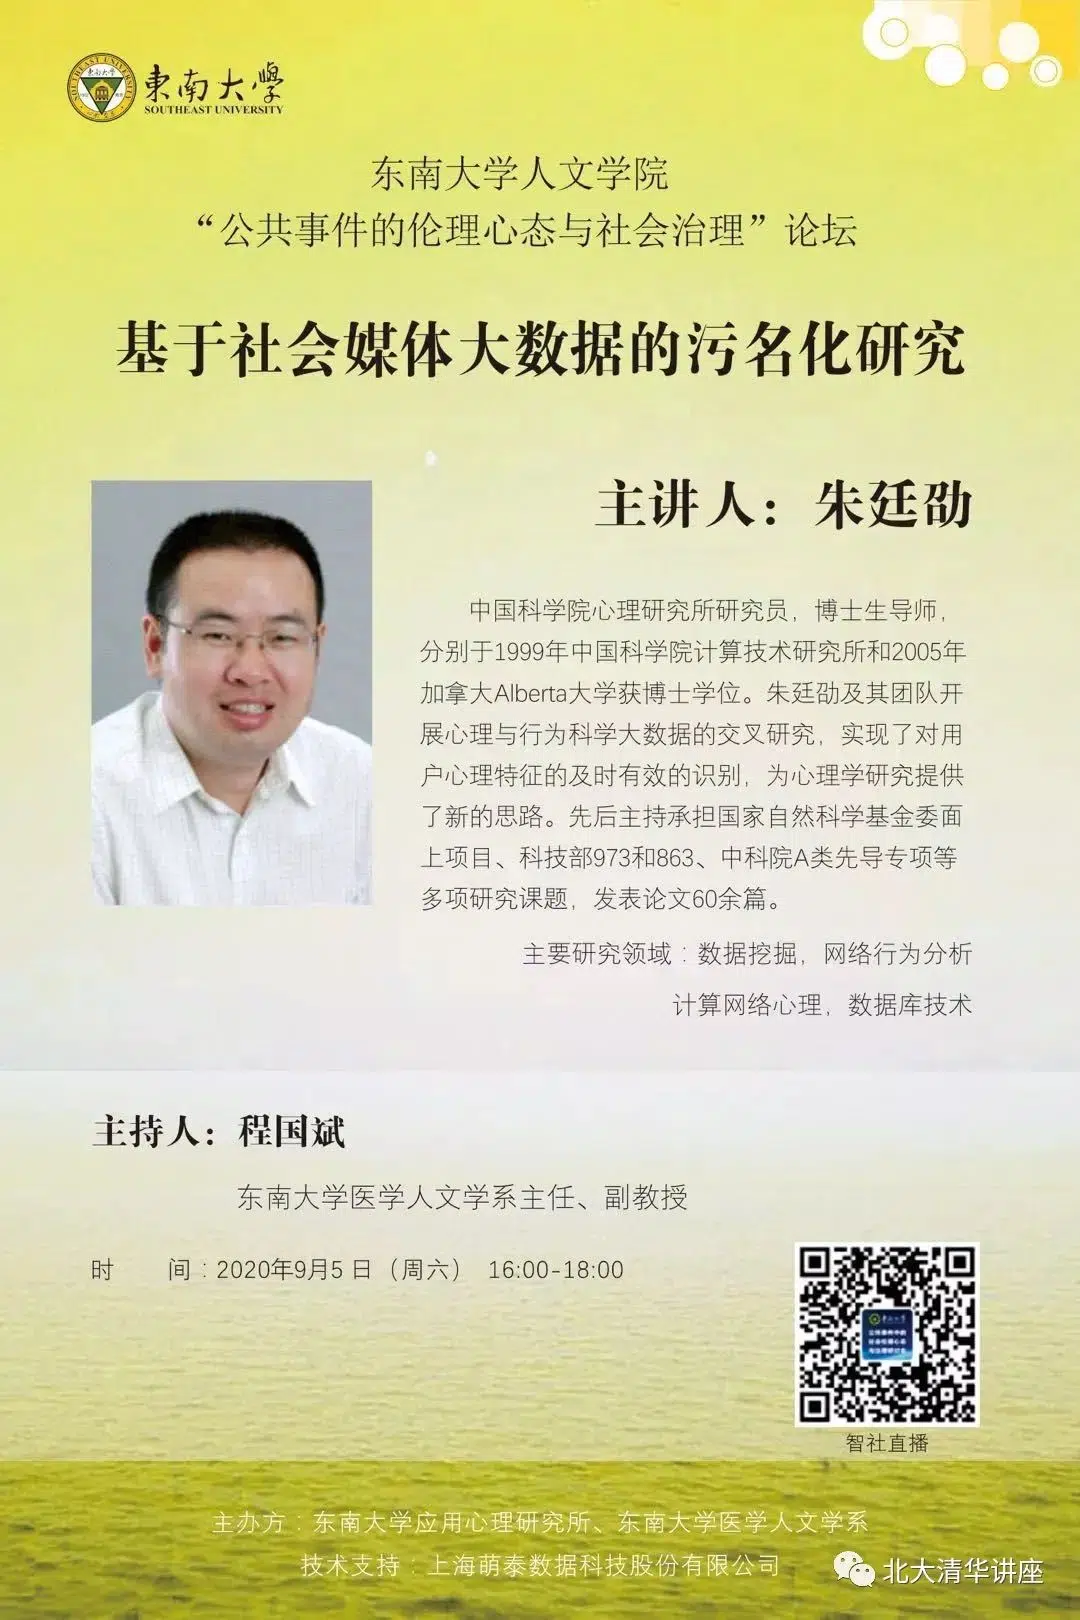 東南大學
SOUTHEAST UNIVERSITY
东南大学人文学院
“公共事件的伦理心态与社会治理”论坛
基于社会媒体大数据的污名化研究
主讲人：朱廷劭
中国科学院心理研究所研究员，博士生导师，
分别于1999年中国科学院计算技术研究所和2005年
加拿大Alberta大学获博士学位。朱廷劭及其团队开
展心理与行为科学大数据的交叉研究，实现了对用
户心理特征的及时有效的识别，为心理学研究提供
了新的思路。先后主持承担国家自然科学基金委面
上项目、科技部973和863、中科院A类先导专项等
多项研究课题，发表论文60余篇。
主要研究领域：数据挖掘，网络行为分析
计算网络心理，数据库技术
主持人：程国斌
东南大学医学人文学系主任、副教授
时 间：2020年9月5日（周六） 16:00-18:00
智社直播
主办方：东南大学应用心理研究所、东南大学医学人文学系
技术支持：上海萌泰数据科技股份有限公司
北大清华讲座